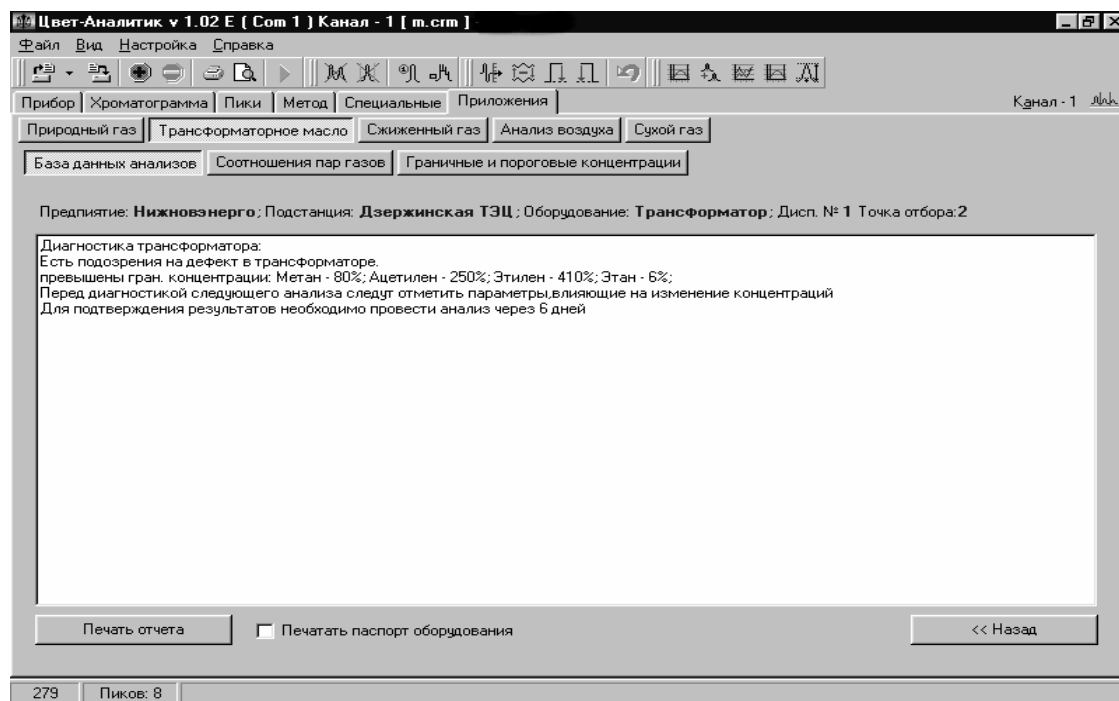 Цвет-Аналитик v 1.02 E ( Com 1 ) Канал - 1 [ m.crm ] -
Файл Вид Настройка Справка
Прибор Хроматограмма Пики Метод Специальные Приложения Канал - 1
Природный газ Трансформаторное масло Сжиженный газ Анализ воздуха Сухой газ
База данных анализов Соотношения пар газов Граничные и пороговые концентрации
Предпиятие: Нижновэнерго; Подстанция: Дзержинская ТЭЦ; Оборудование: Трансформатор; Дисп. № 1 Точка отбора:2
Диагностика трансформатора:
Есть подозрения на дефект в трансформаторе.
превышены гран. концентрации: Метан - 80%; Ацетилен - 250%; Этилен - 410%; Этан - 6%;
Перед диагностикой следующего анализа следут отметить параметры,влияющие на изменение концентраций
Для подтверждения результатов необходимо провести анализ через 6 дней
Печать отчета Печатать паспорт оборудования << Назад
279 Пиков: 8